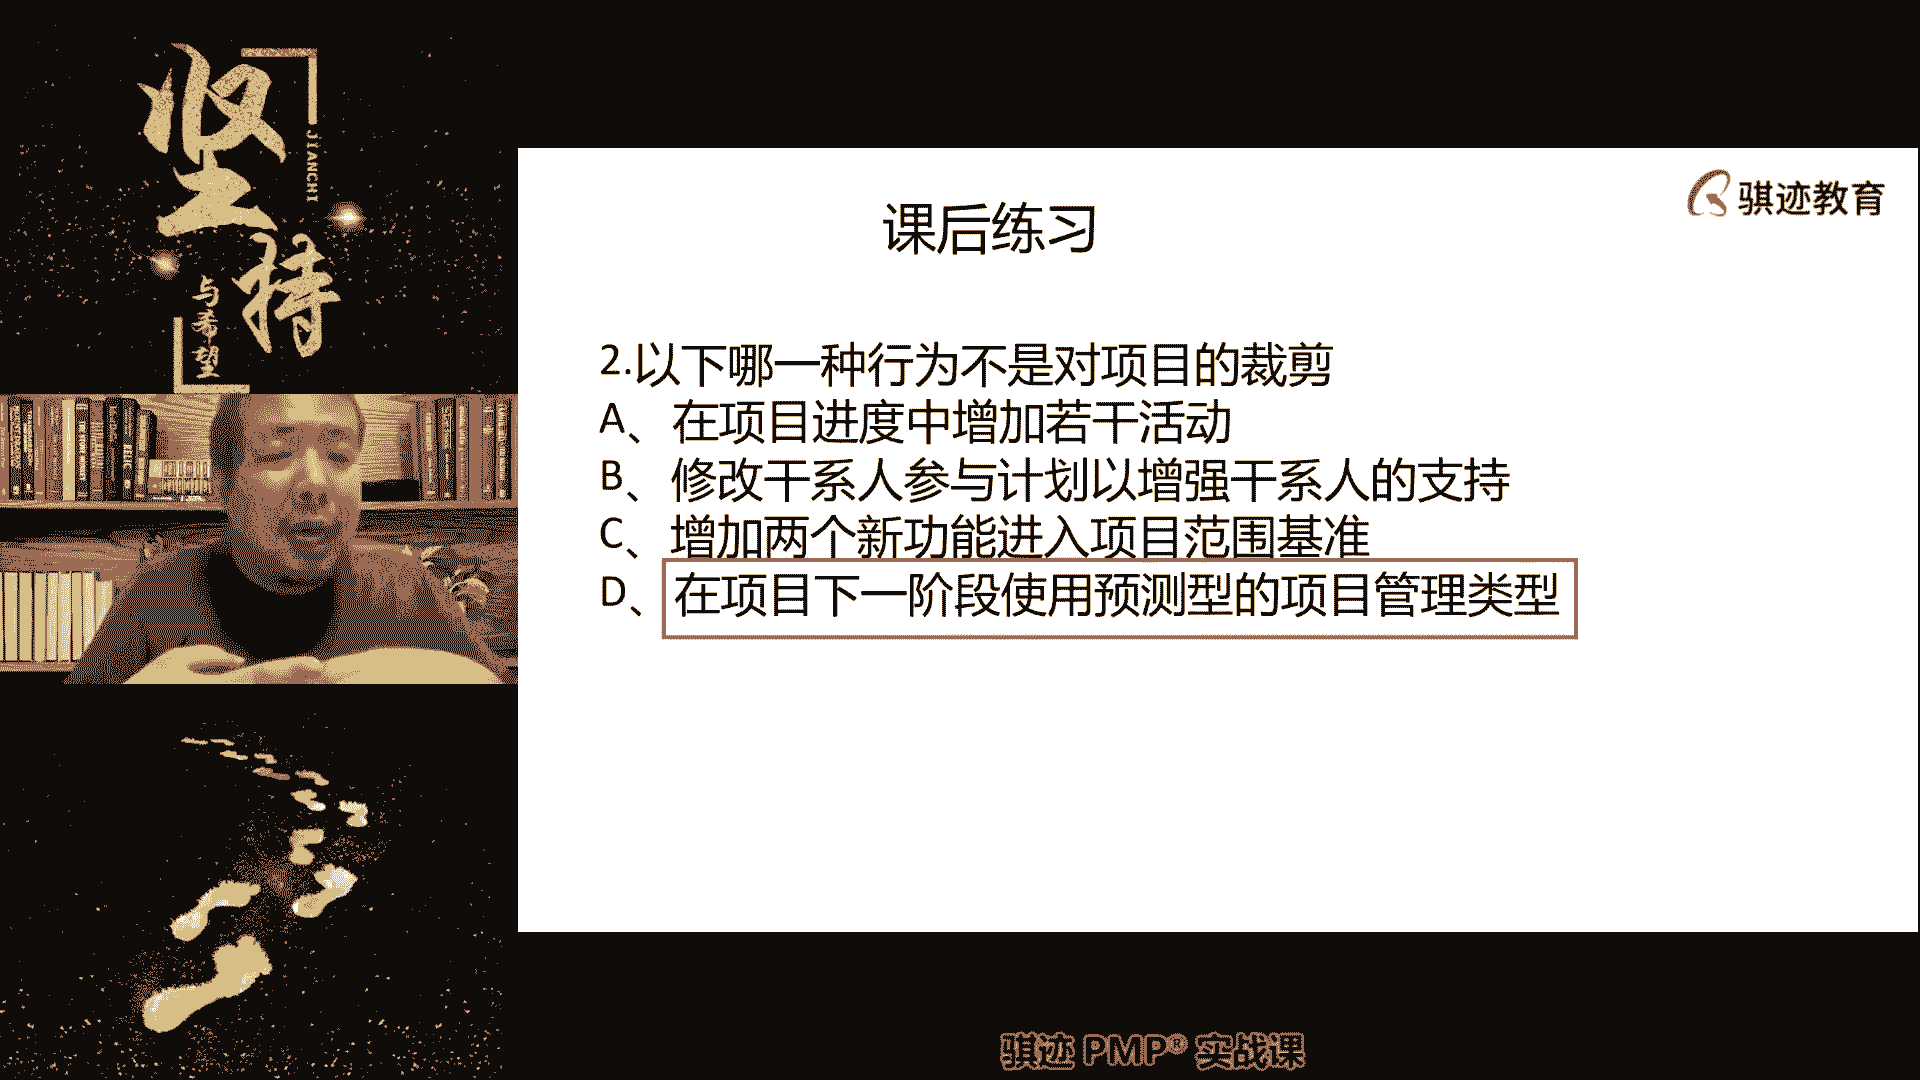 坚持
JIANCHI
与希望
骐迹教育
课后练习
2.以下哪一种行为不是对项目的裁剪
A、在项目进度中增加若干活动
B、修改干系人参与计划以增强干系人的支持
C、增加两个新功能进入项目范围基准
D、在项目下一阶段使用预测型的项目管理类型
骐迹 PMP® 实战课